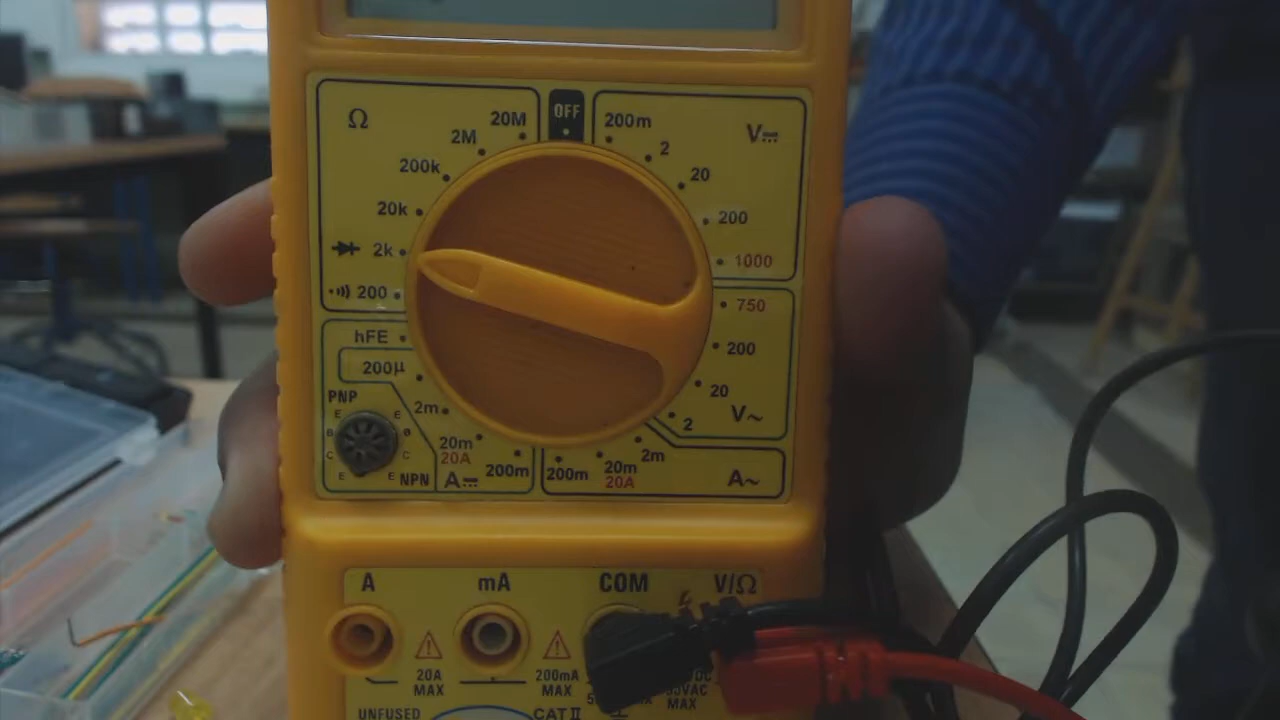 OFF
Ω
20M
2M
200k
20k
2k
200
200m
V
2
20
200
1000
750
200
20
V~
2
hFE
200µ
2m
20m
20A
A
200m
PNP
E
E
B
B
C
C
E
E
NPN
200m
20m
20A
2m
A~
A
mA
COM
V/Ω
20A
MAX
200mA
MAX
MAX
UNFUSED
CAT II